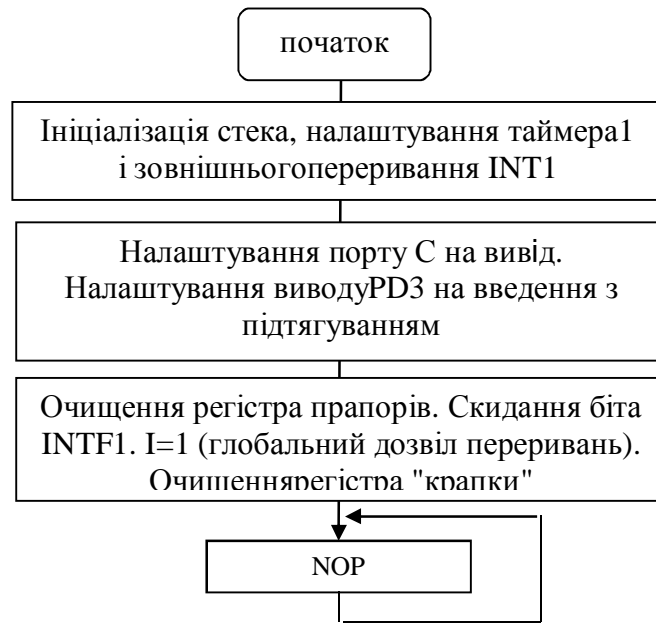 початок
Ініціалізація стека, налаштування таймера1
і зовнішньогопереривання INT1
Налаштування порту C на вивід.
Налаштування виводуPD3 на введення з
підтягуванням
Очищення регістра прапорів. Скидання біта
INTF1. I=1 (глобальний дозвіл переривань).
Очищеннярегістра "крапки"
NOP